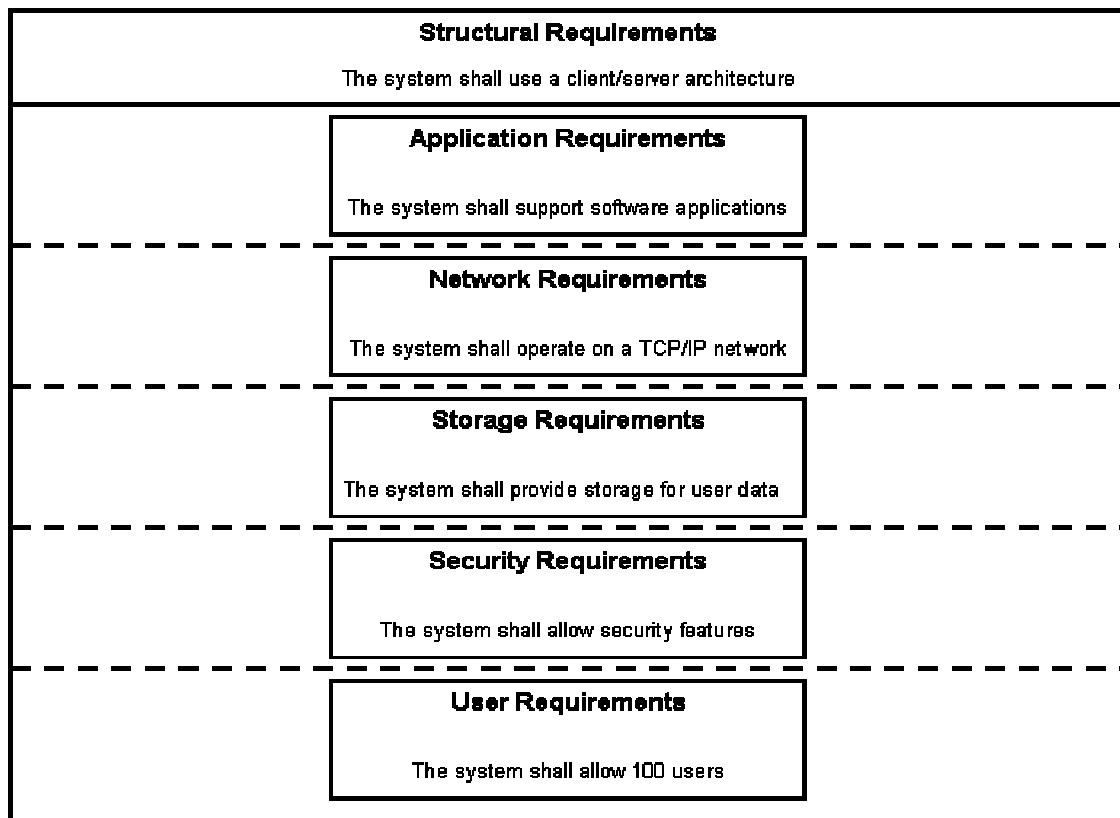 Structural Requirements
The system shall use a client/server architecture
Application Requirements
The system shall support software applications
Network Requirements
The system shall operate on a TCP/IP network
Storage Requirements
The system shall provide storage for user data
Security Requirements
The system shall allow security features
User Requirements
The system shall allow 100 users